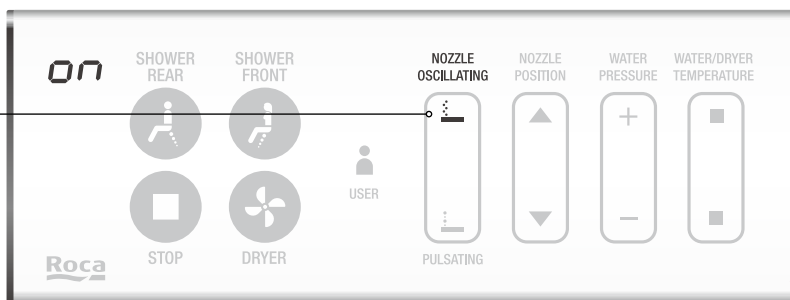 on
SHOWER
REAR
SHOWER
FRONT
NOZZLE
OSCILLATING
NOZZLE
POSITION
WATER
PRESSURE
WATER/DRYER
TEMPERATURE
USER
STOP
DRYER
PULSATING
Roca